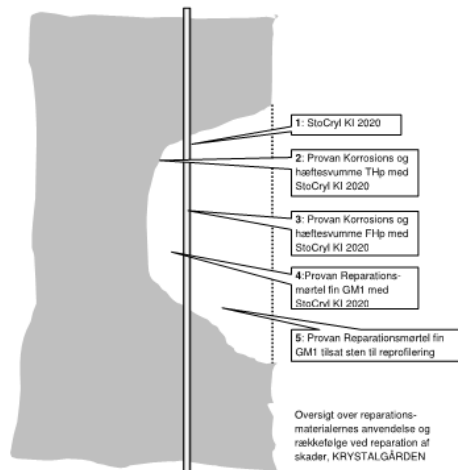 1: StoCryl KI 2020
2: Provan Korrosions og
hæftesvumme THp med
StoCryl KI 2020
3: Provan Korrosions og
hæftesvumme FHp med
StoCryl KI 2020
4:Provan Reparations-
mørtel fin GM1 med
StoCryl KI 2020
5: Provan Reparationsmørtel fin
GM1 tilsat sten til reprofilering
Oversigt over reparations-
materialernes anvendelse og
rækkefølge ved reparation af
skader, KRYSTALGÅRDEN